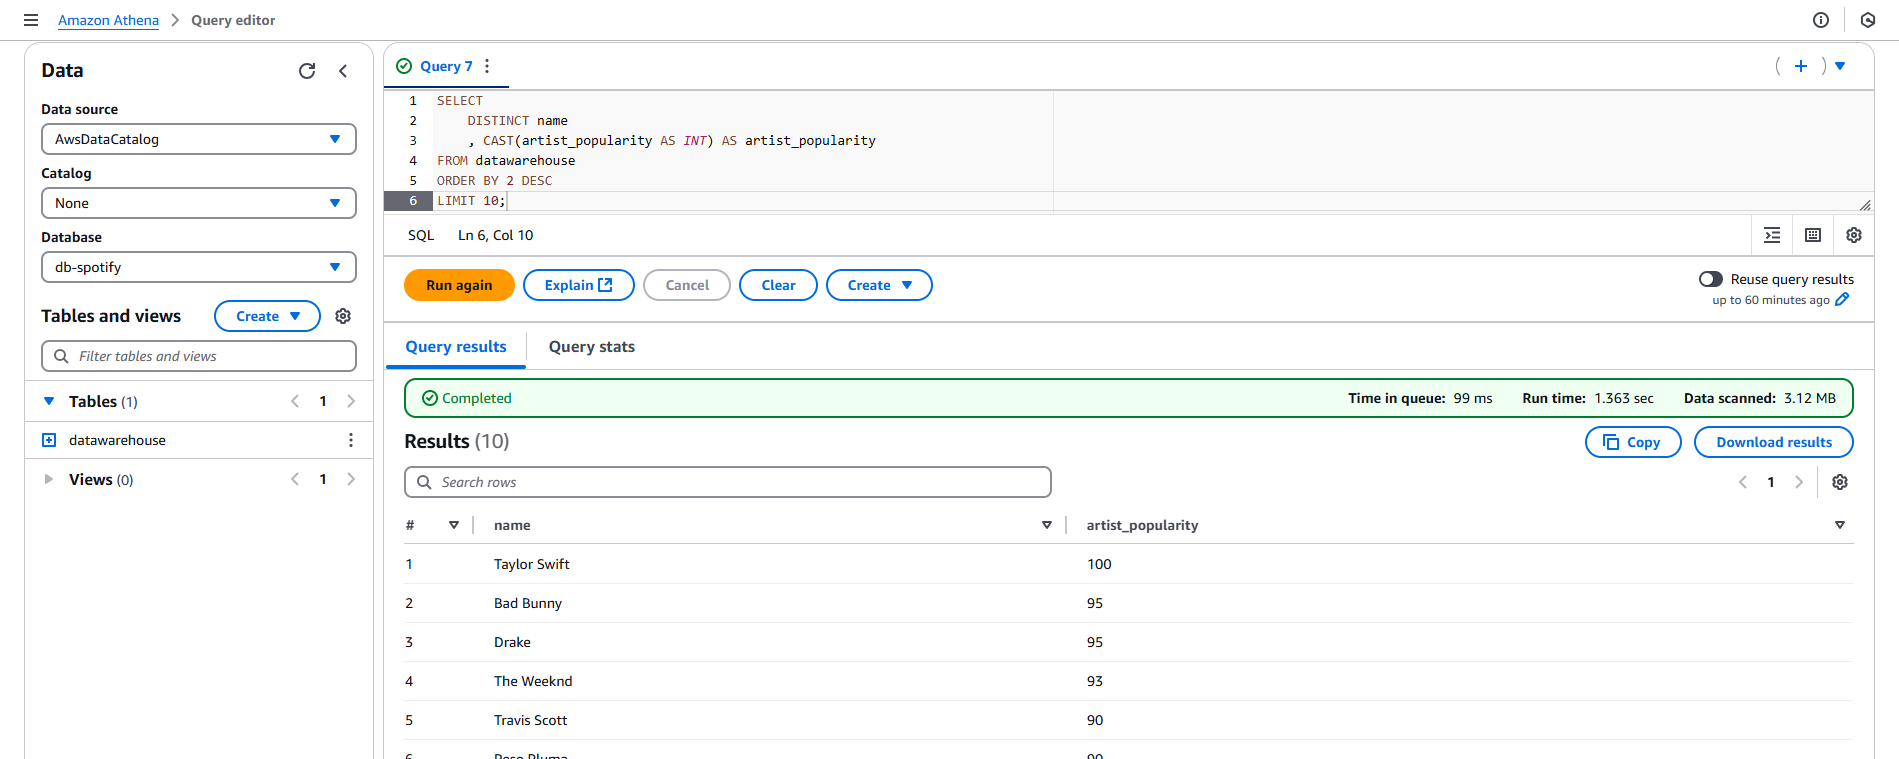 Amazon Athena > Query editor
Data
Data source
AwsDataCatalog
Catalog
None
Database
db-spotify
Tables and views Create
Filter tables and views
Tables (1) < 1 >
datawarehouse
Views (0) < 1 >
Query 7
( + )
1 SELECT
2 DISTINCT name
3 , CAST(artist_popularity AS INT) AS artist_popularity
4 FROM datawarehouse
5 ORDER BY 2 DESC
6 LIMIT 10;
SQL Ln 6, Col 10
Run again Explain Cancel Clear Create
Reuse query results
up to 60 minutes ago
Query results Query stats
Completed Time in queue: 99 ms Run time: 1.363 sec Data scanned: 3.12 MB
Results (10) Copy Download results
Search rows < 1 >
# name artist_popularity
1 Taylor Swift 100
2 Bad Bunny 95
3 Drake 95
4 The Weeknd 93
5 Travis Scott 90
6 Peso Pluma 90